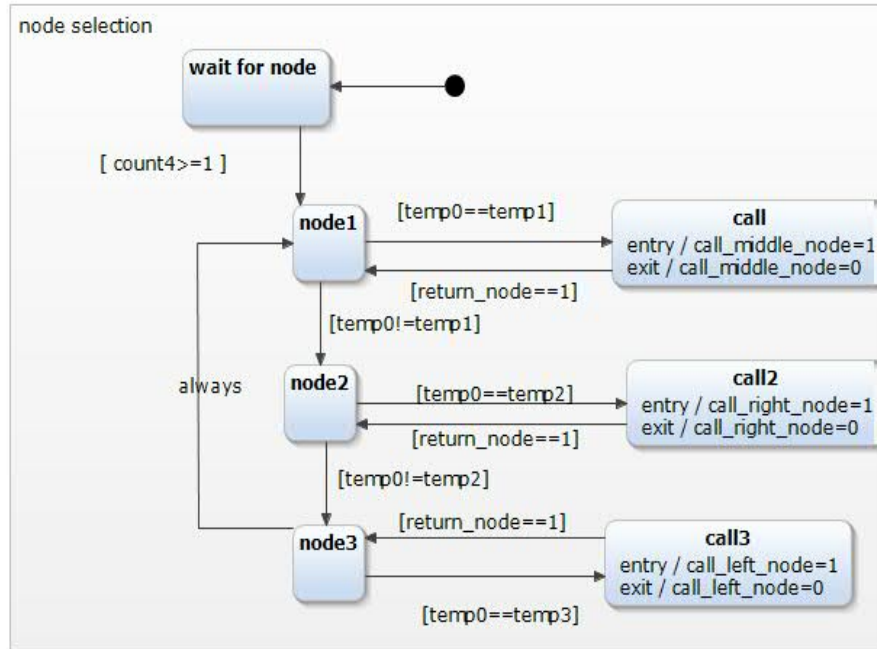 node selection
wait for node
[ count4>=1 ]
node1
[temp0==temp1]
call
entry / call_middle_node=1
exit / call_middle_node=0
[return_node==1]
[temp0!=temp1]
node2
always
[temp0==temp2]
call2
entry / call_right_node=1
exit / call_right_node=0
[return_node==1]
[temp0!=temp2]
node3
[return_node==1]
call3
entry / call_left_node=1
exit / call_left_node=0
[temp0==temp3]